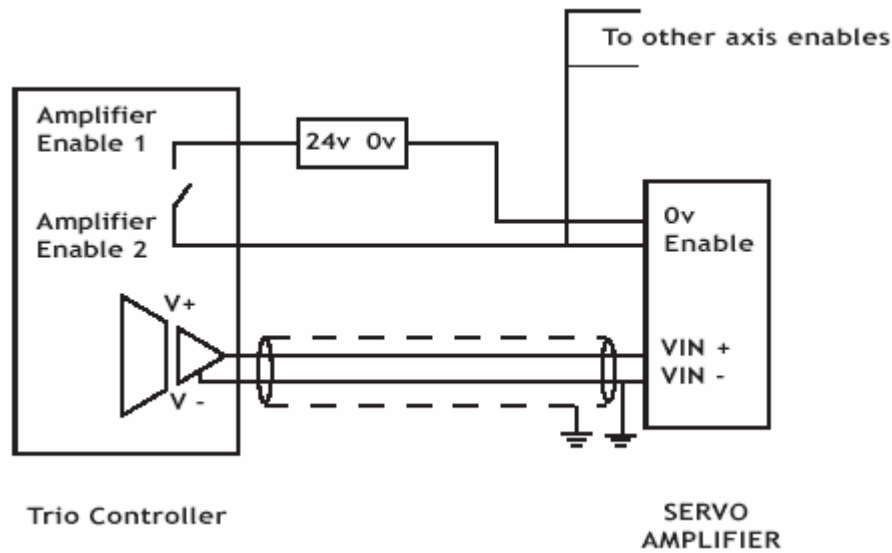 To other axis enables
Amplifier
Enable 1
24v 0v
Amplifier
Enable 2
0v
Enable
V+
V -
VIN +
VIN -
Trio Controller
SERVO
AMPLIFIER